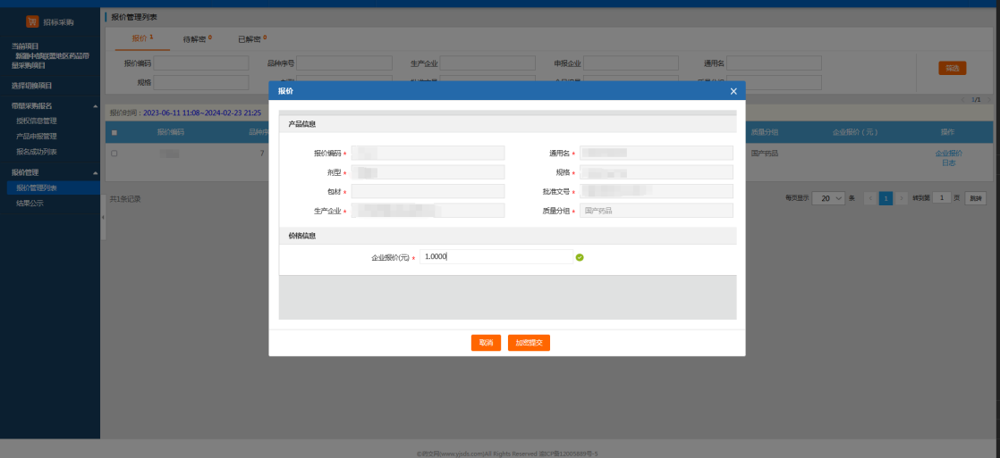 招标采购
当前项目
新疆中部联盟地区药品带
量采购项目
选择切换项目
带量采购报名
授权信息管理
产品申报管理
报名成功列表
报价管理
报价管理列表
结果公示
报价管理列表
报价 1 待解密 0 已解密 0
报价编码 品种序号 生产企业 申报企业 通用名 筛选
规格
1/1
报价时间：2023-06-11 11:08~2024-02-23 21:25
报价编码 品种序 质量分组 企业报价（元） 操作
7 国产药品 企业报价
日志
共1条记录 每页显示 20 条 1 跳到第 1 页 跳转
报价
产品信息
报价编码 * 通用名 *
剂型 * 规格 *
包材 * 批准文号 *
生产企业 * 质量分组 * 国产药品
价格信息
企业报价(元) * 1.0000
取消 加密提交
©药交网(www.yjsds.com)All Rights Reserved 渝ICP备12005889号-5